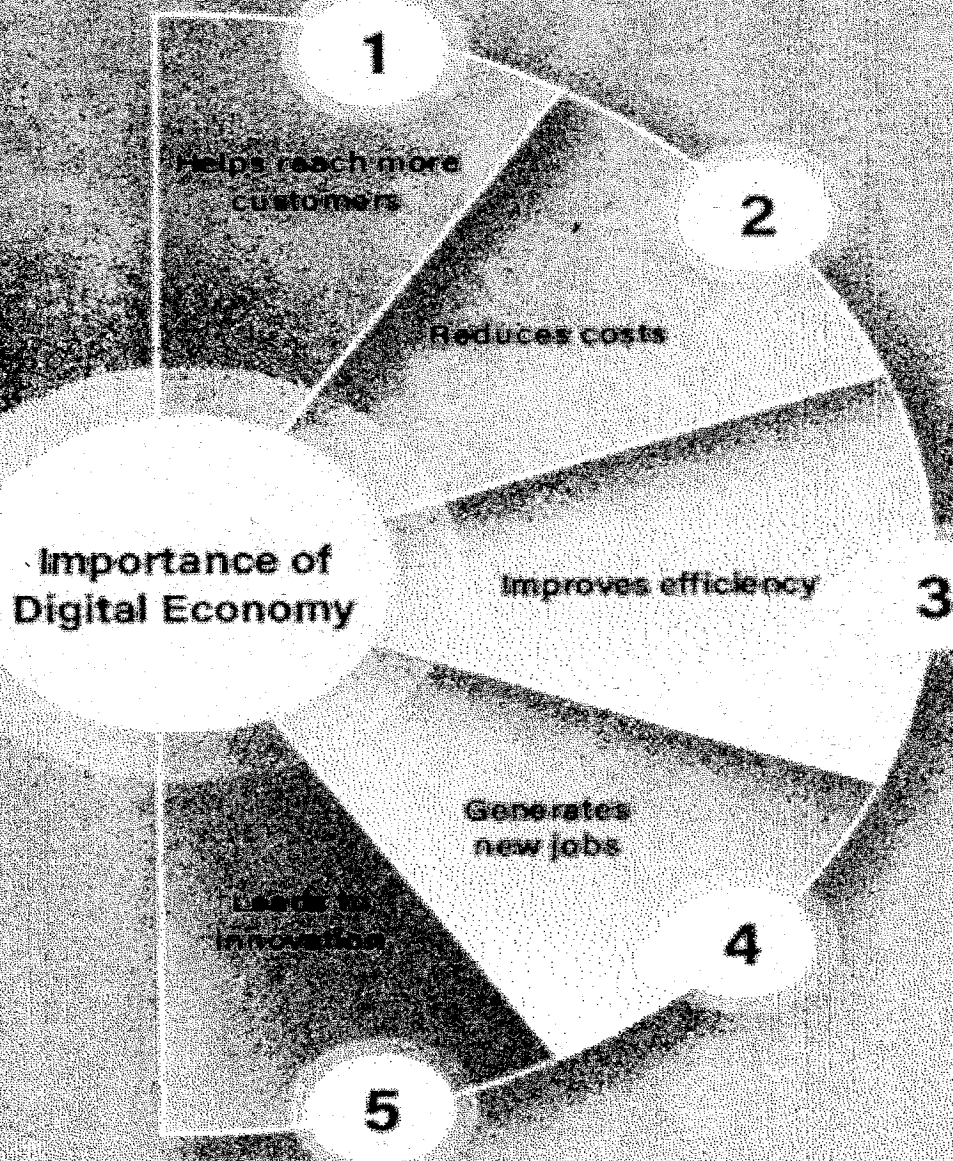 1
Helps reach more
customers
2
Reduces costs
Importance of
Digital Economy
Improves efficiency
3
Generates
new jobs
4
Leads to
innovation
5